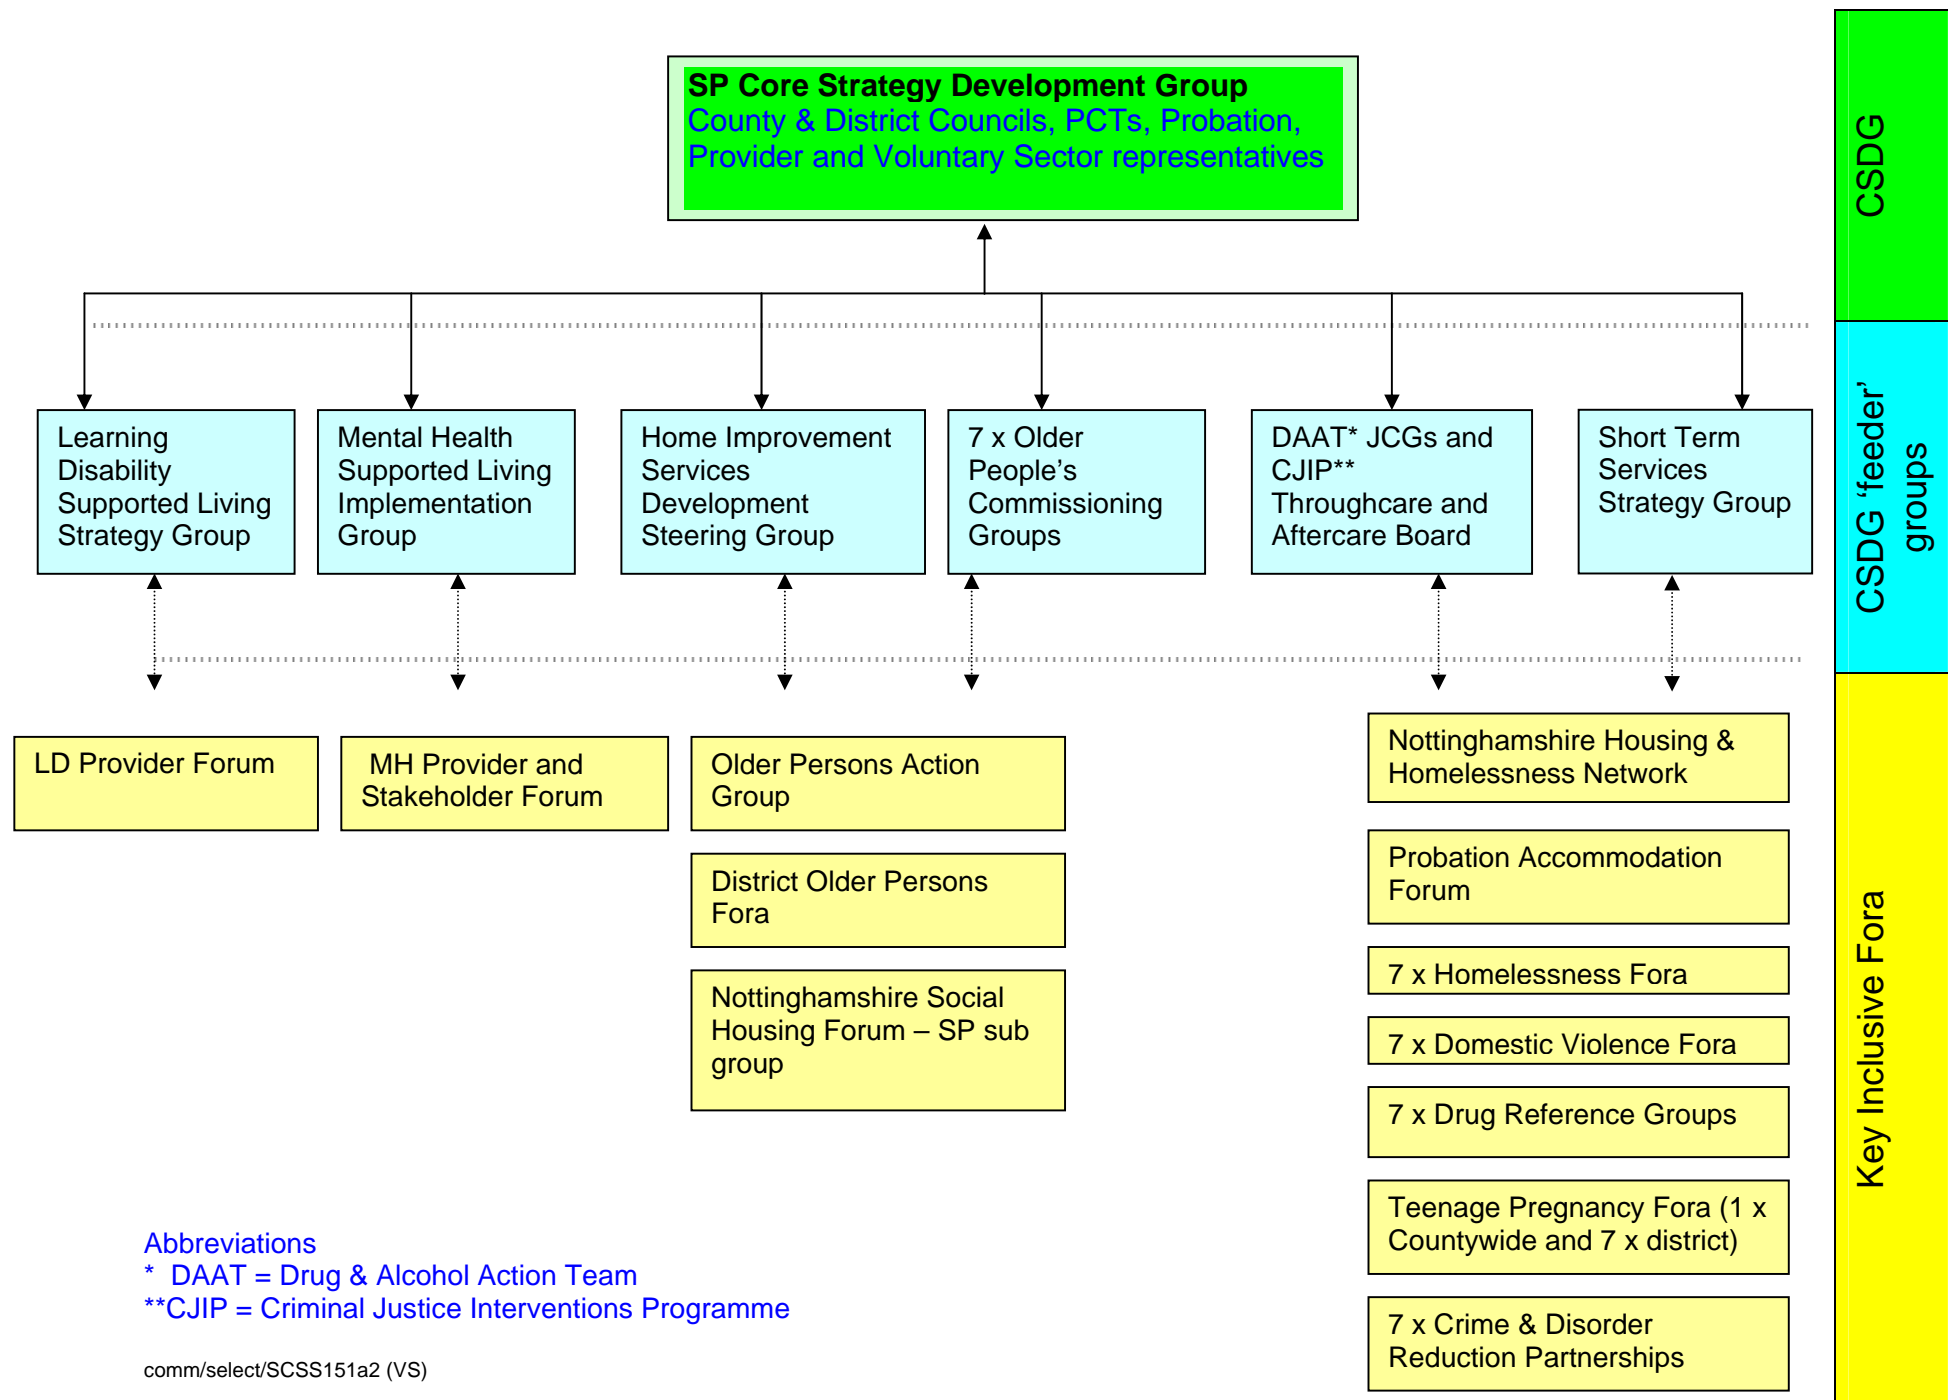 SP Core Strategy Development Group
County & District Councils, PCTs, Probation,
Provider and Voluntary Sector representatives
CSDG
Learning
Disability
Supported Living
Strategy Group
Mental Health
Supported Living
Implementation
Group
Home Improvement
Services
Development
Steering Group
7 x Older
People's
Commissioning
Groups
DAAT* JCGs and
CJIP**
Throughcare and
Aftercare Board
Short Term
Services
Strategy Group
CSDG ‘feeder’
groups
LD Provider Forum
MH Provider and
Stakeholder Forum
Older Persons Action
Group
District Older Persons
Fora
Nottinghamshire Social
Housing Forum – SP sub
group
Nottinghamshire Housing &
Homelessness Network
Probation Accommodation
Forum
7 x Homelessness Fora
7 x Domestic Violence Fora
7 x Drug Reference Groups
Teenage Pregnancy Fora (1 x
Countywide and 7 x district)
7 x Crime & Disorder
Reduction Partnerships
Key Inclusive Fora
Abbreviations
* DAAT = Drug & Alcohol Action Team
**CJIP = Criminal Justice Interventions Programme
comm/select/SCSS151a2 (VS)